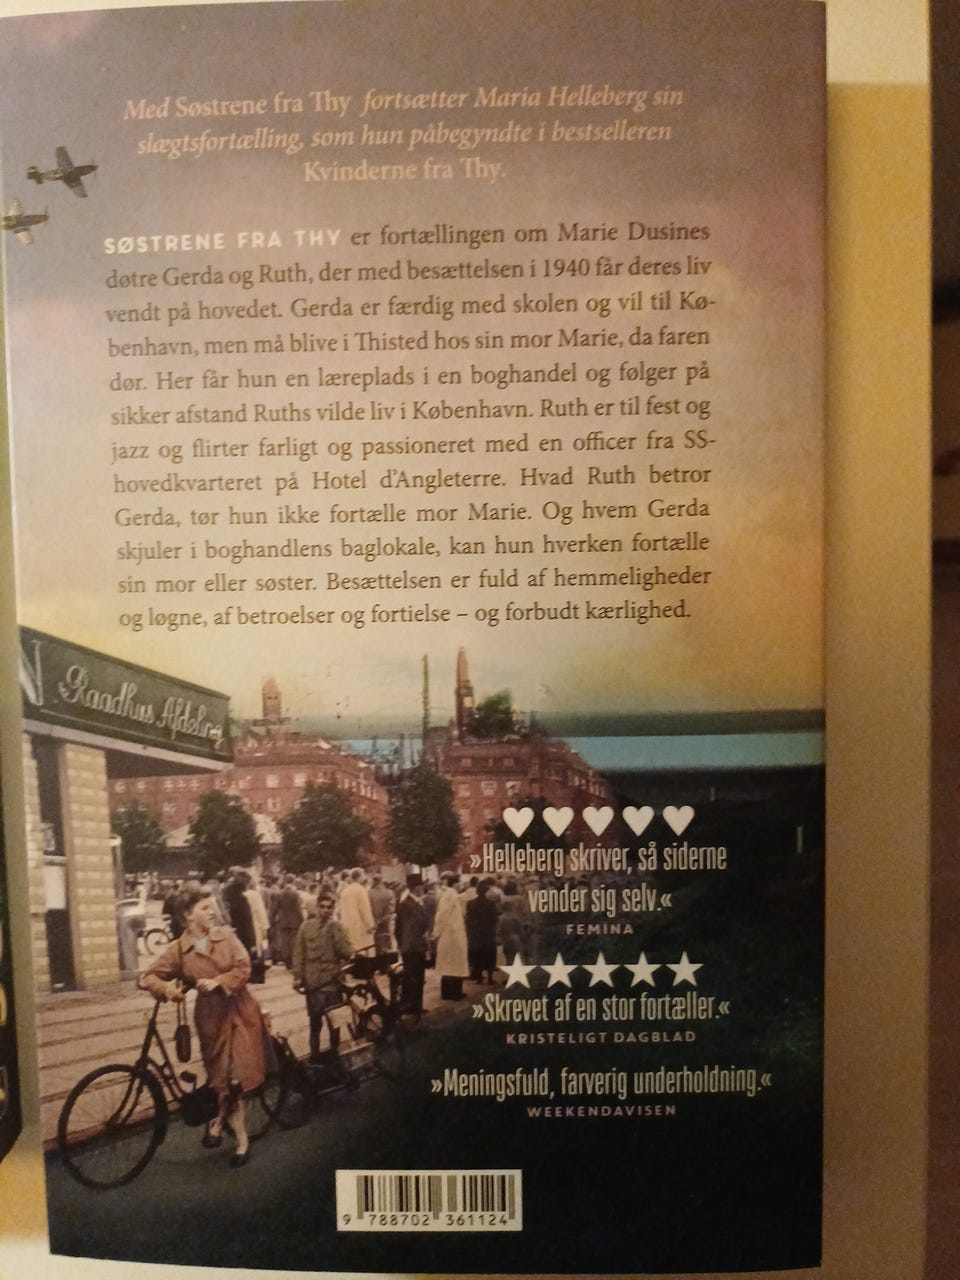 Med Søstrene fra Thy fortsætter Maria Helleberg sin
slægtsfortælling, som hun påbegyndte i bestselleren
Kvinderne fra Thy.
SØSTRENE FRA THY er fortællingen om Marie Dusines
døtre Gerda og Ruth, der med besættelsen i 1940 får deres liv
vendt på hovedet. Gerda er færdig med skolen og vil til Kø-
benhavn, men må blive i Thisted hos sin mor Marie, da faren
dør. Her får hun en læreplads i en boghandel og følger på
sikker afstand Ruths vilde liv i København. Ruth er til fest og
jazz og flirter farligt og passioneret med en officer fra SS-
hovedkvarteret på Hotel d'Angleterre. Hvad Ruth betror
Gerda, tør hun ikke fortælle mor Marie. Og hvem Gerda
skjuler i boghandlens baglokale, kan hun hverken fortælle
sin mor eller søster. Besættelsen er fuld af hemmeligheder
og løgne, af betroelser og fortielse – og forbudt kærlighed.
N
Raadhus Afdeling
»Helleberg skriver, så siderne
vender sig selv.«
FEMINA
»Skrevet af en stor fortæller.«
KRISTELIGT DAGBLAD
»Meningsfuld, farverig underholdning.«
WEEKENDAVISEN
9 788702 361124